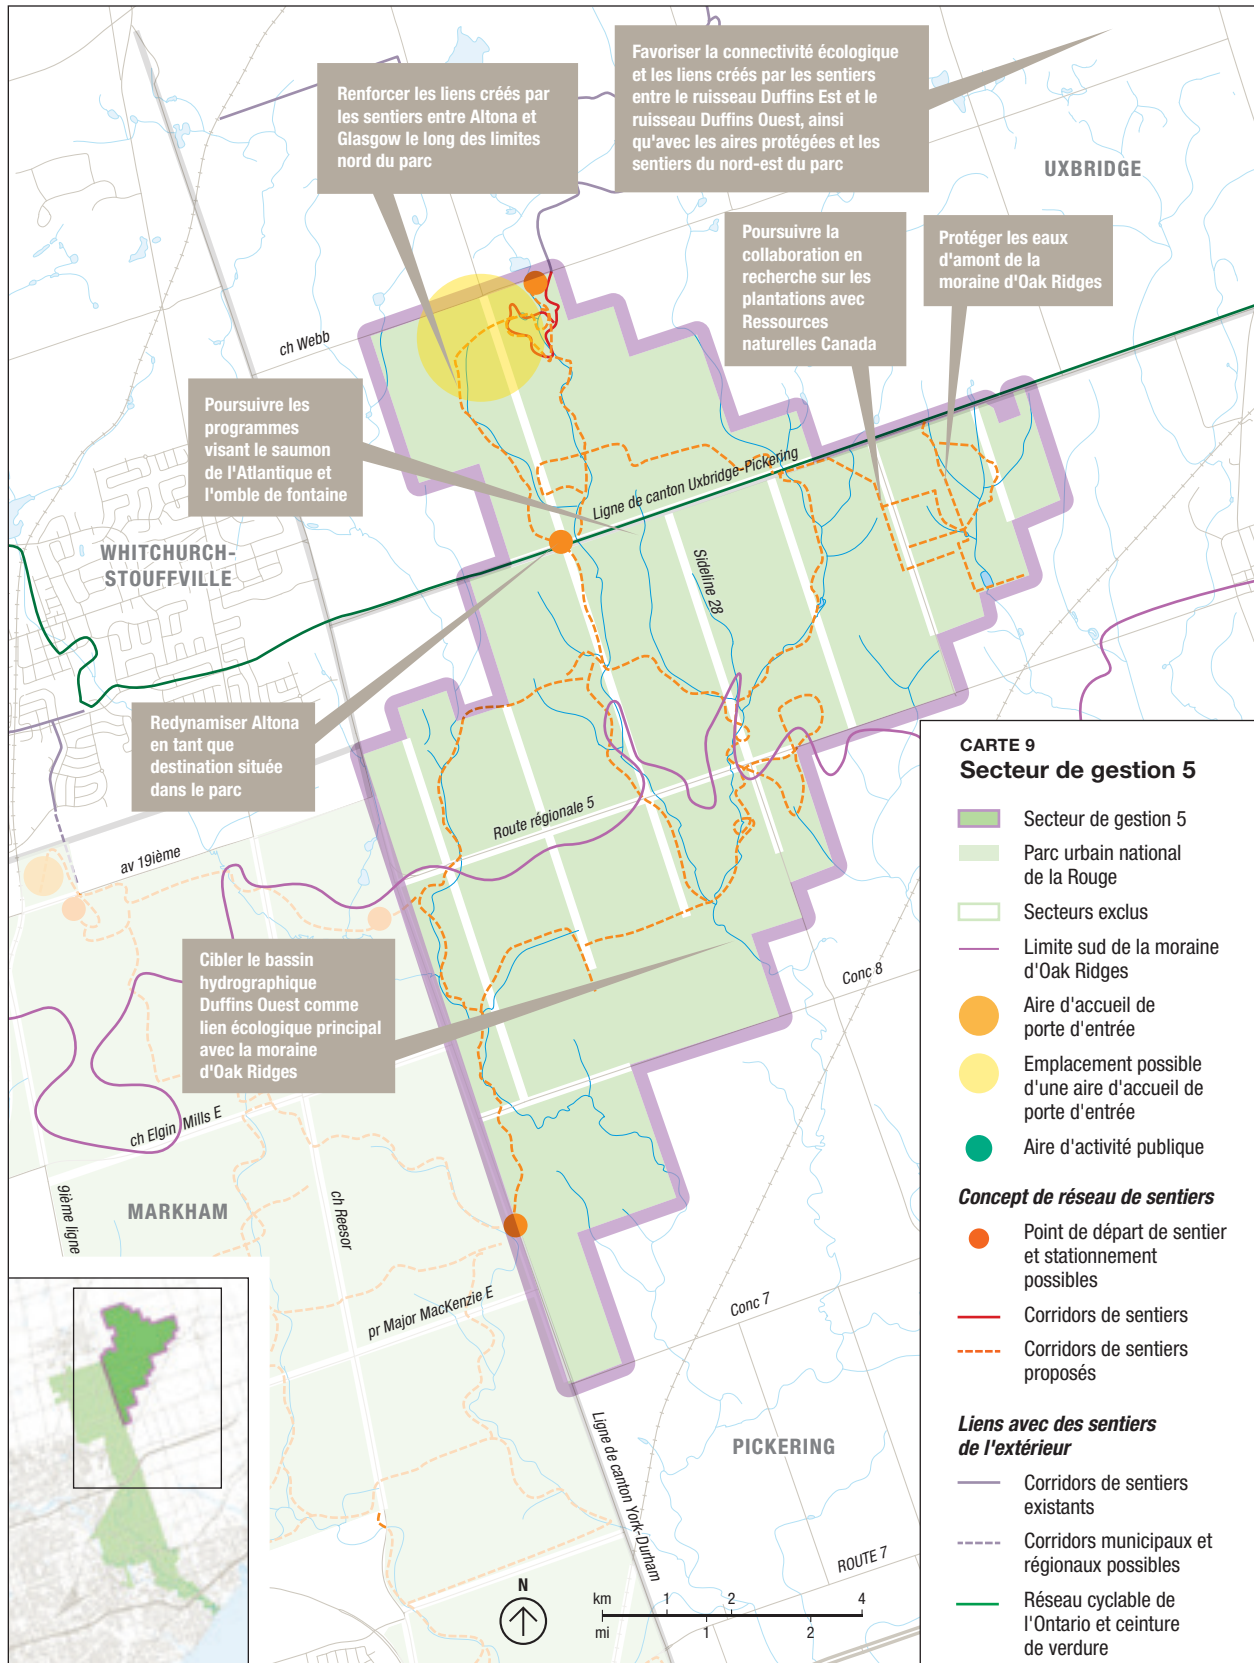 Renforcer les liens créés par
les sentiers entre Altona et
Glasgow le long des limites
nord du parc
Favoriser la connectivité écologique
et les liens créés par les sentiers
entre le ruisseau Duffins Est et le
ruisseau Duffins Ouest, ainsi
qu'avec les aires protégées et les
sentiers du nord-est du parc
UXBRIDGE
Poursuivre la
collaboration en
recherche sur les
plantations avec
Ressources
naturelles Canada
Protéger les eaux
d'amont de la
moraine d'Oak Ridges
ch Webb
Poursuivre les
programmes
visant le saumon
de l'Atlantique et
l'omble de fontaine
Ligne de canton Uxbridge-Pickering
WHITCHURCH-
STOUFFVILLE
Sideline 28
Redynamiser Altona
en tant que
destination située
dans le parc
Route régionale 5
av 19ième
Cibler le bassin
hydrographique
Duffins Ouest comme
lien écologique principal
avec la moraine
d'Oak Ridges
Conc 8
ch Elgin Mills E
9ième ligne
MARKHAM
ch Reesor
pr Major MacKenzie E
Conc 7
Ligne de canton York-Durham
PICKERING
ROUTE 7
N
km 1 2 4
mi 1 2
CARTE 9
Secteur de gestion 5
Secteur de gestion 5
Parc urbain national
de la Rouge
Secteurs exclus
Limite sud de la moraine
d'Oak Ridges
Aire d'accueil de
porte d'entrée
Emplacement possible
d'une aire d'accueil de
porte d'entrée
Aire d'activité publique
Concept de réseau de sentiers
Point de départ de sentier
et stationnement
possibles
Corridors de sentiers
Corridors de sentiers
proposés
Liens avec des sentiers
de l'extérieur
Corridors de sentiers
existants
Corridors municipaux et
régionaux possibles
Réseau cyclable de
l'Ontario et ceinture
de verdure